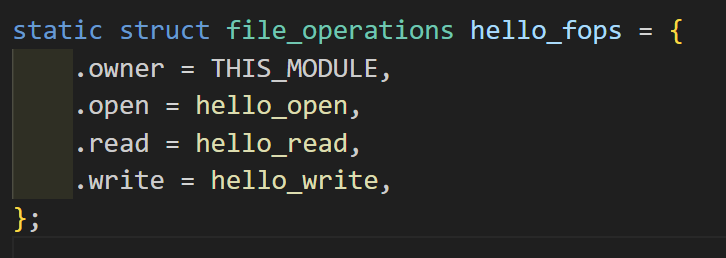 static struct file_operations hello_fops = {
    .owner = THIS_MODULE,
    .open = hello_open,
    .read = hello_read,
    .write = hello_write,
};